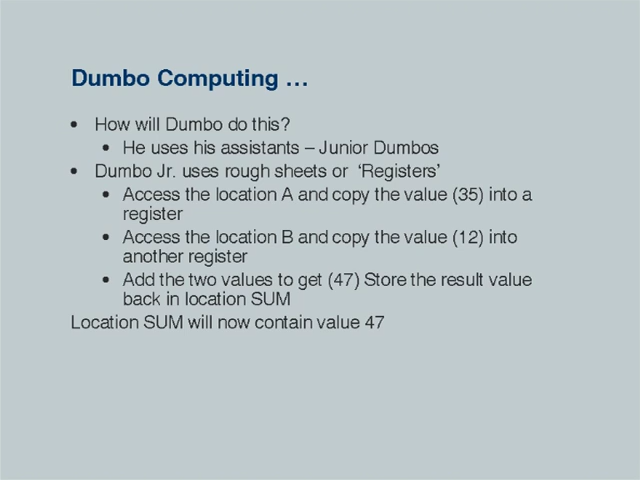 Dumbo Computing …
• How will Dumbo do this?
• He uses his assistants – Junior Dumbos
• Dumbo Jr. uses rough sheets or ‘Registers’
• Access the location A and copy the value (35) into a
register
• Access the location B and copy the value (12) into
another register
• Add the two values to get (47) Store the result value
back in location SUM
Location SUM will now contain value 47